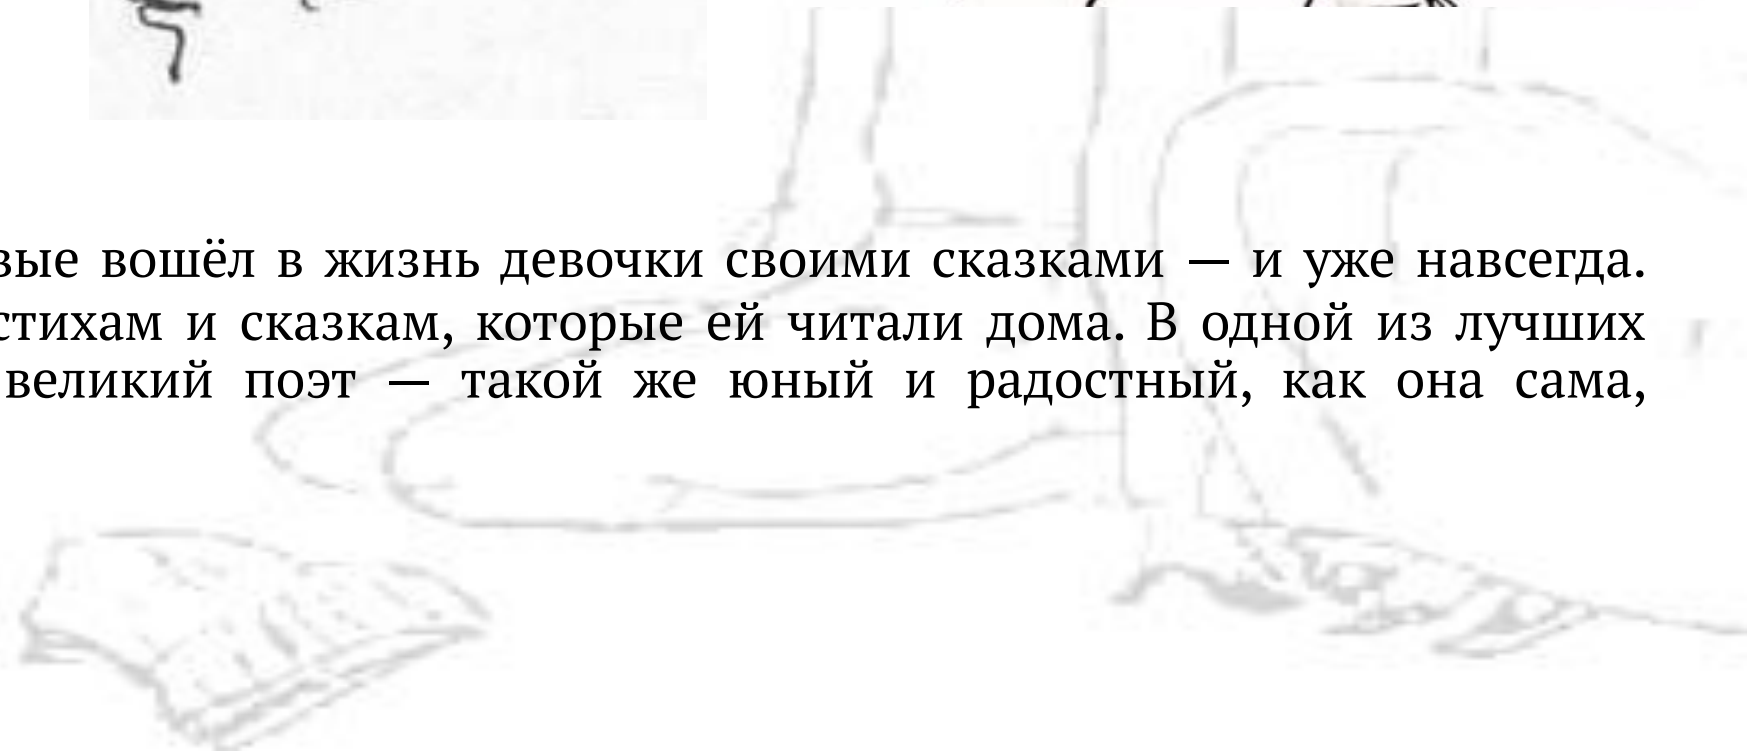 вые вошёл в жизнь девочки своими сказками — и уже навсегда.
стихам и сказкам, которые ей читали дома. В одной из лучших
великий поэт — такой же юный и радостный, как она сама,